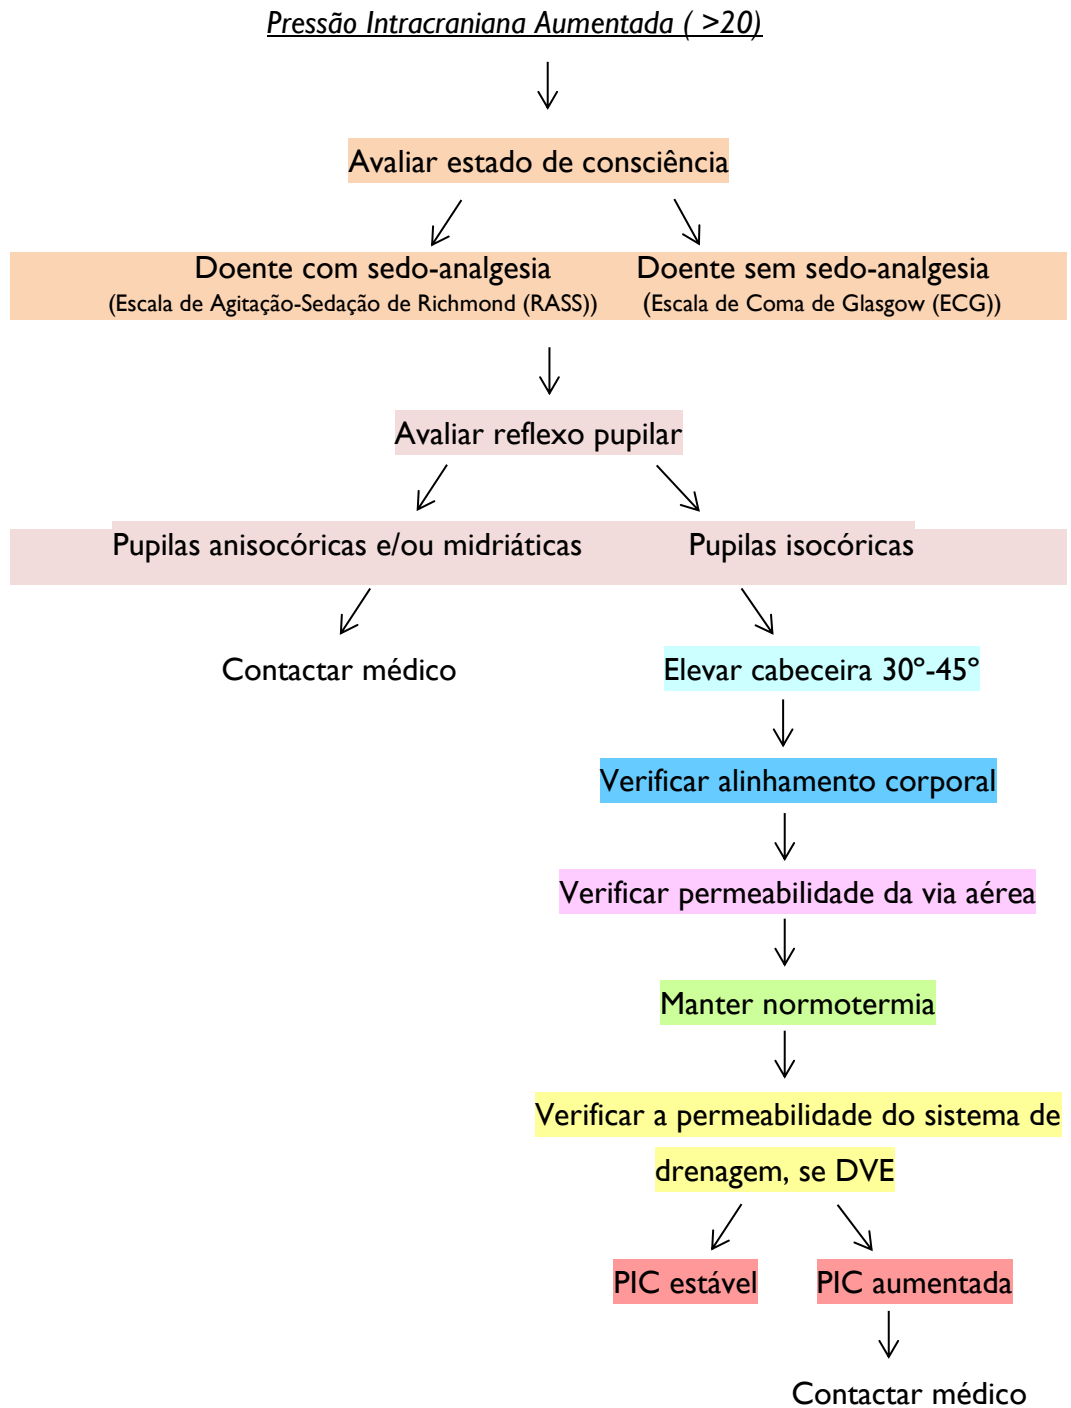 Pressão Intracraniana Aumentada ( >20)
Avaliar estado de consciência
Doente com sedo-analgesia Doente sem sedo-analgesia
(Escala de Agitação-Sedação de Richmond (RASS)) (Escala de Coma de Glasgow (ECG))
Avaliar reflexo pupilar
Pupilas anisocóricas e/ou midriáticas Pupilas isocóricas
Contactar médico Elevar cabeceira 30º-45º
Verificar alinhamento corporal
Verificar permeabilidade da via aérea
Manter normotermia
Verificar a permeabilidade do sistema de
drenagem, se DVE
PIC estável PIC aumentada
Contactar médico